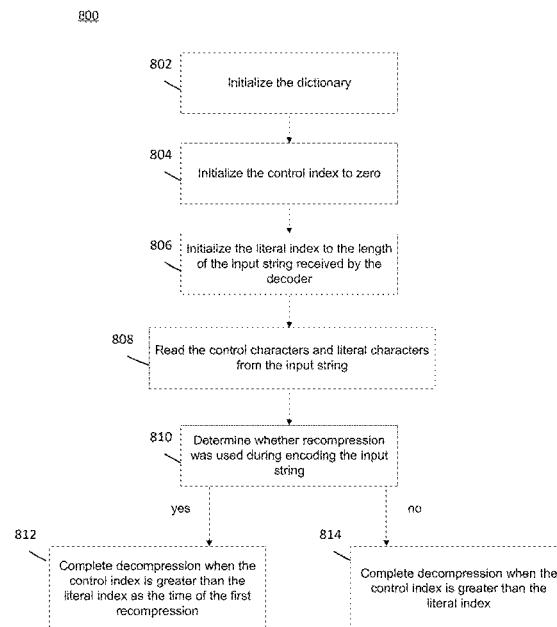 800
802
Initialize the dictionary
804
Initialize the control index to zero
806
Initialize the literal index to the length
of the input string received by the
decoder
808
Read the control characters and literal characters
from the input string
810
Determine whether recompression
was used during encoding the input
string
yes
no
812
Complete decompression when the
control index is greater than the
literal index as the time of the first
recompression
814
Complete decompression when the
control index is greater than the
literal index